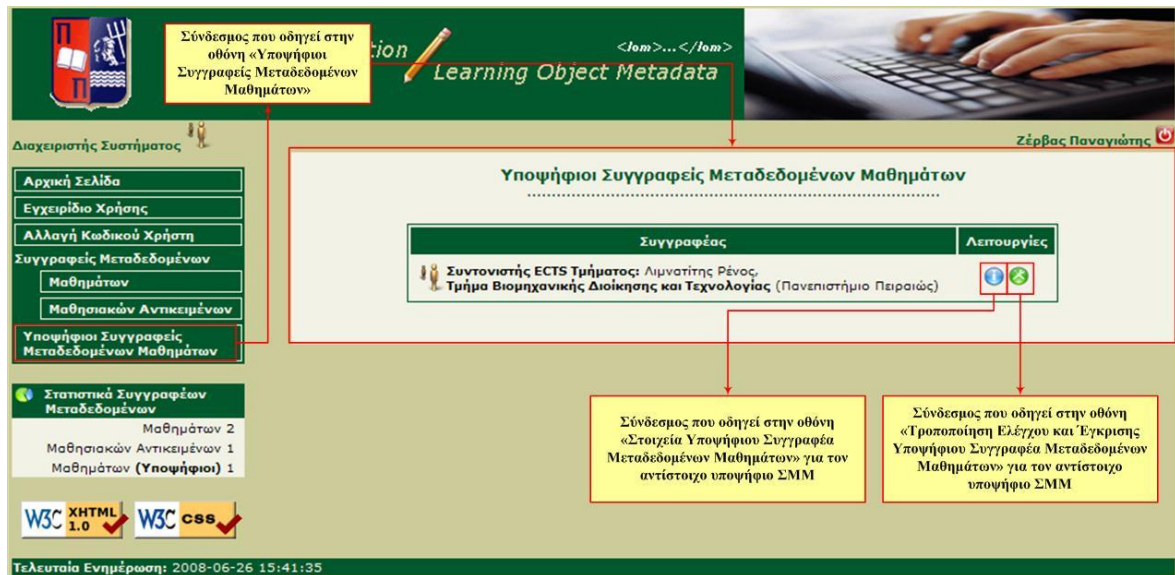 Π
Π
Σύνδεσμος που οδηγεί στην
οθόνη «Υποψήφιοι
Συγγραφείς Μεταδεδομένων
Μαθημάτων»
tion
<lom>...</lom>
Learning Object Metadata
Διαχειριστής Συστήματος
Ζέρβας Παναγιώτης
Αρχική Σελίδα
Εγχειρίδιο Χρήσης
Αλλαγή Κωδικού Χρήστη
Συγγραφείς Μεταδεδομένων
Μαθημάτων
Μαθησιακών Αντικειμένων
Υποψήφιοι Συγγραφείς
Μεταδεδομένων Μαθημάτων
Υποψήφιοι Συγγραφείς Μεταδεδομένων Μαθημάτων
Συγγραφέας
Λειτουργίες
Συντονιστής ECTS Τμήματος: Λιμνατίτης Ρένος,
Τμήμα Βιομηχανικής Διοίκησης και Τεχνολογίας (Πανεπιστήμιο Πειραιώς)
Στατιστικά Συγγραφέων
Μεταδεδομένων
Μαθημάτων 2
Μαθησιακών Αντικειμένων 1
Μαθημάτων (Υποψήφιοι) 1
Σύνδεσμος που οδηγεί στην οθόνη
«Στοιχεία Υποψήφιου Συγγραφέα
Μεταδεδομένων Μαθημάτων» για τον
αντίστοιχο υποψήφιο ΣΜΜ
Σύνδεσμος που οδηγεί στην οθόνη
«Τροποποίηση Ελέγχου και Έγκρισης
Υποψήφιου Συγγραφέα Μεταδεδομένων
Μαθημάτων» για τον αντίστοιχο
υποψήφιο ΣΜΜ
W3C XHTML 1.0
W3C css
Τελευταία Ενημέρωση: 2008-06-26 15:41:35